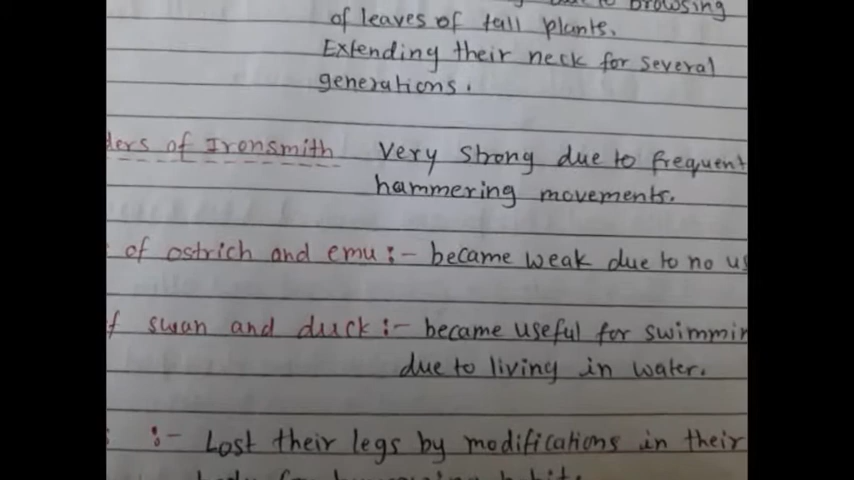 browsing
of leaves of tall plants.
Extending their neck for several
generations.
ders of Ironsmith Very strong due to frequent
hammering movements.
of ostrich and emu :- became weak due to no us
f swan and duck :- became useful for swimmin
due to living in water.
:- Lost their legs by modifications in their